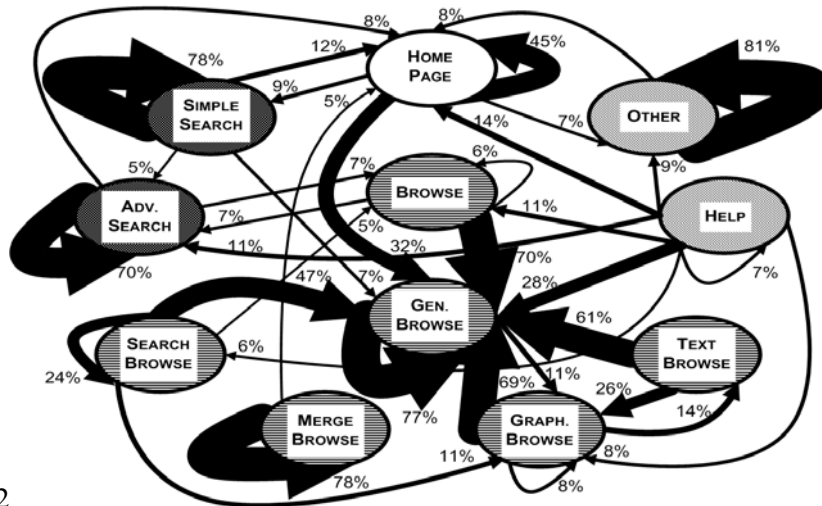 8%
8%
78%
12%
HOME
PAGE
45%
81%
SIMPLE
SEARCH
9%
5%
14%
7%
OTHER
5%
7%
6%
9%
BROWSE
ADV.
SEARCH
7%
5%
11%
HELP
70%
11%
32%
70%
7%
47%
7%
28%
GEN.
BROWSE
61%
SEARCH
BROWSE
6%
TEXT
BROWSE
24%
77%
69%
11%
26%
14%
MERGE
BROWSE
GRAPH.
BROWSE
78%
11%
8%
8%
2